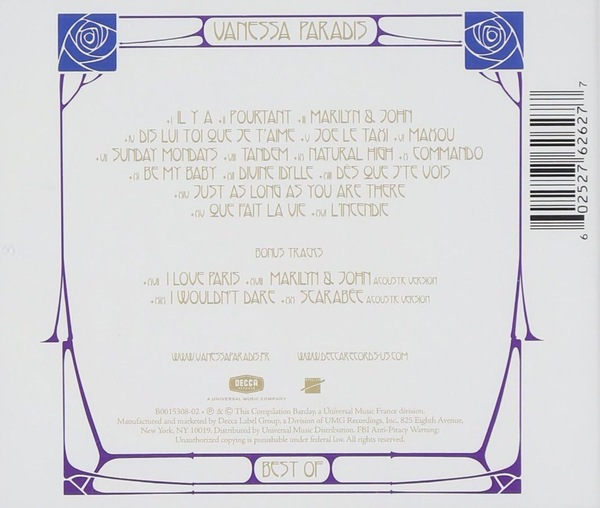 VANESSA PARADIS
.I IL Y A .II POURTANT .III MARILYN & JOHN
.IV DIS LUI TOI QUE JE T'AIME .V JOE LE TAXI .VI MAXOU
.VII SUNDAY MONDAYS .VIII TANDEM .IX NATURAL HIGH .X COMMANDO
.XI BE MY BABY .XII DIVINE IDYLLE .XIII DÈS QUE J'TE VOIS
.XIV JUST AS LONG AS YOU ARE THERE
.XV QUE FAIT LA VIE .XVI L'INCENDIE
BONUS TRACKS
.XVII I LOVE PARIS .XVIII MARILYN & JOHN ACOUSTIC VERSION
.XIX I WOULDN'T DARE .XX SCARABÉE ACOUSTIC VERSION
WWW.VANESSAPARADIS.FR WWW.DECCARECORDS-US.COM
DECCA
A UNIVERSAL MUSIC COMPANY
B0015308-02 • ℗ & © This Compilation Barclay, a Universal Music France division.
Manufactured and marketed by Decca Label Group, a Division of UMG Recordings, Inc., 825 Eighth Avenue,
New York, NY 10019. Distributed by Universal Music Distribution. FBI Anti-Piracy Warning:
Unauthorized copying is punishable under federal law. All rights reserved.
BEST OF
6 02527 62627 7